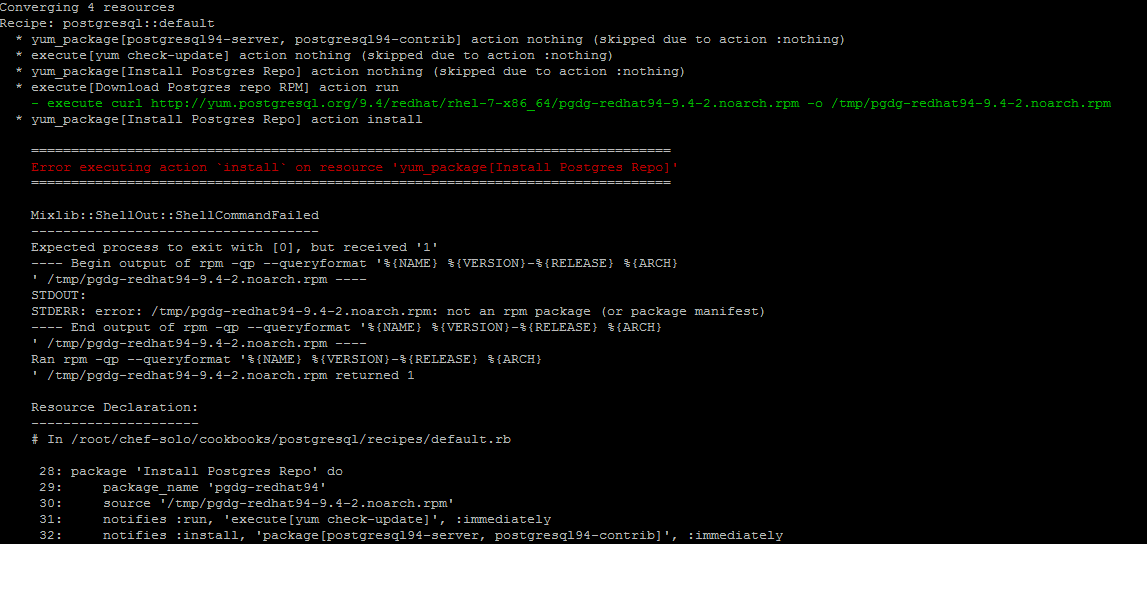 Converging 4 resources
Recipe: postgresql::default
* yum_package[postgresql94-server, postgresql94-contrib] action nothing (skipped due to action :nothing)
* execute[yum check-update] action nothing (skipped due to action :nothing)
* yum_package[Install Postgres Repo] action nothing (skipped due to action :nothing)
* execute[Download Postgres repo RPM] action run
- execute curl http://yum.postgresql.org/9.4/redhat/rhel-7-x86_64/pgdg-redhat94-9.4-2.noarch.rpm -o /tmp/pgdg-redhat94-9.4-2.noarch.rpm
* yum_package[Install Postgres Repo] action install
================================================================================
Error executing action `install` on resource 'yum_package[Install Postgres Repo]'
================================================================================
Mixlib::ShellOut::ShellCommandFailed
------------------------------------
Expected process to exit with [0], but received '1'
---- Begin output of rpm -qp --queryformat '%{NAME} %{VERSION}-%{RELEASE} %{ARCH}
' /tmp/pgdg-redhat94-9.4-2.noarch.rpm ----
STDOUT:
STDERR: error: /tmp/pgdg-redhat94-9.4-2.noarch.rpm: not an rpm package (or package manifest)
---- End output of rpm -qp --queryformat '%{NAME} %{VERSION}-%{RELEASE} %{ARCH}
' /tmp/pgdg-redhat94-9.4-2.noarch.rpm ----
Ran rpm -qp --queryformat '%{NAME} %{VERSION}-%{RELEASE} %{ARCH}
' /tmp/pgdg-redhat94-9.4-2.noarch.rpm returned 1
Resource Declaration:
---------------------
# In /root/chef-solo/cookbooks/postgresql/recipes/default.rb
28: package 'Install Postgres Repo' do
29:     package_name 'pgdg-redhat94'
30:     source '/tmp/pgdg-redhat94-9.4-2.noarch.rpm'
31:     notifies :run, 'execute[yum check-update]', :immediately
32:     notifies :install, 'package[postgresql94-server, postgresql94-contrib]', :immediately